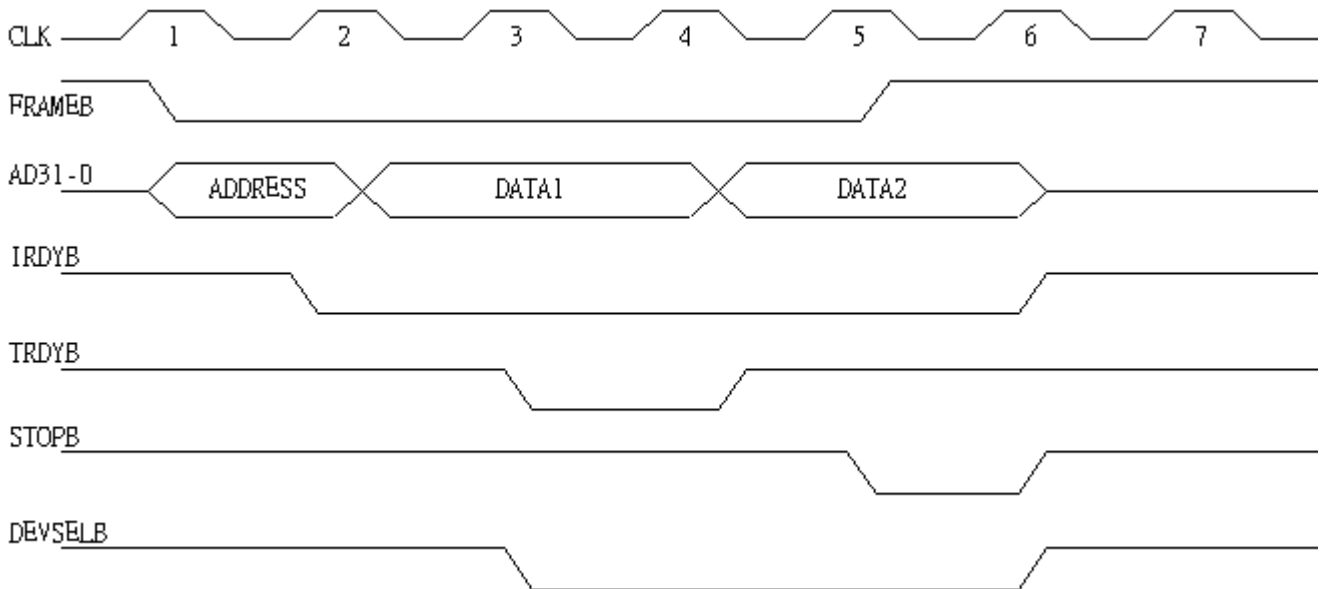 CLK 1 2 3 4 5 6 7
FRAMEB
AD31-0 ADDRESS DATA1 DATA2
IRDYB
TRDYB
STOPB
DEVSELB